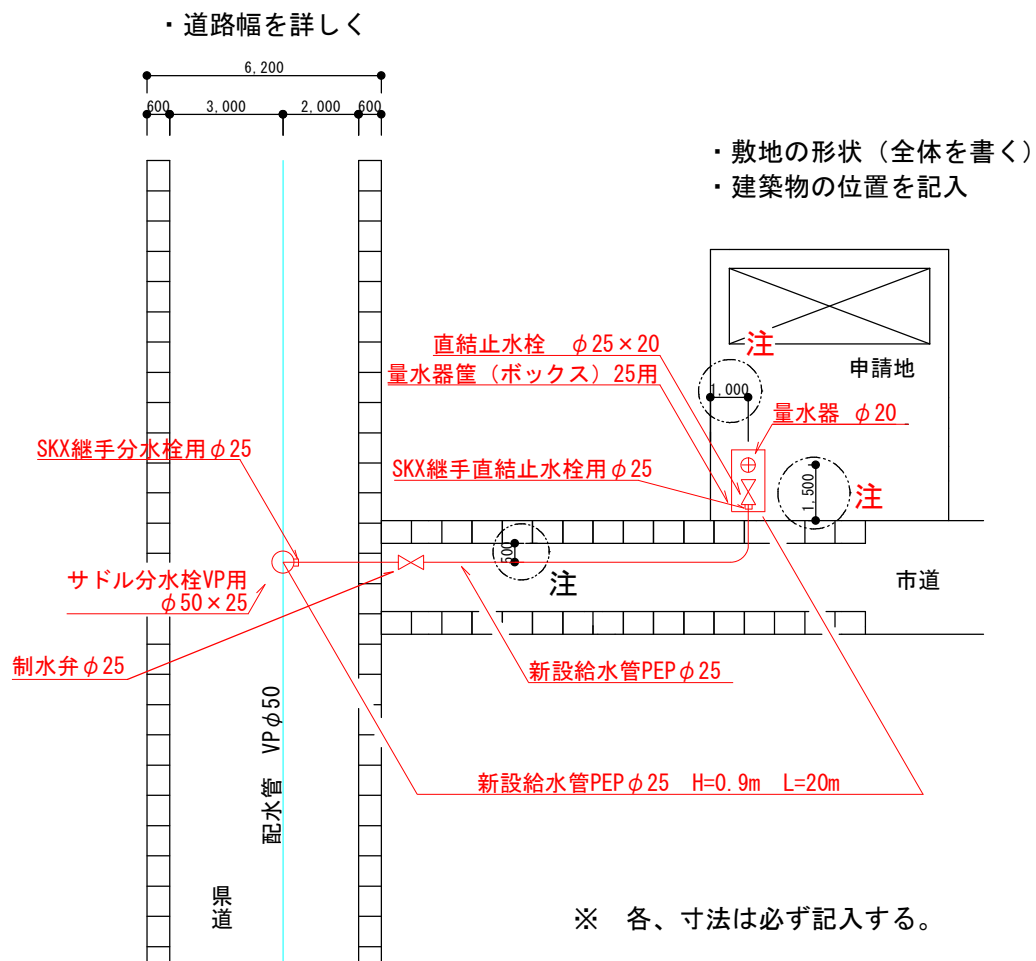 ・道路幅を詳しく
6,200
600
3,000
2,000
600
・敷地の形状（全体を書く）
・建築物の位置を記入
直結止水栓　φ25×20
注
量水器筐（ボックス）25用
1,000
申請地
量水器 φ20
SKX継手分水栓用φ25
SKX継手直結止水栓用φ25
1,500
注
500
注
サドル分水栓VP用
φ50×25
市道
制水弁φ25
新設給水管PEPφ25
配水管　VPφ50
新設給水管PEPφ25　H=0.9m　L=20m
県道
※　各、寸法は必ず記入する。